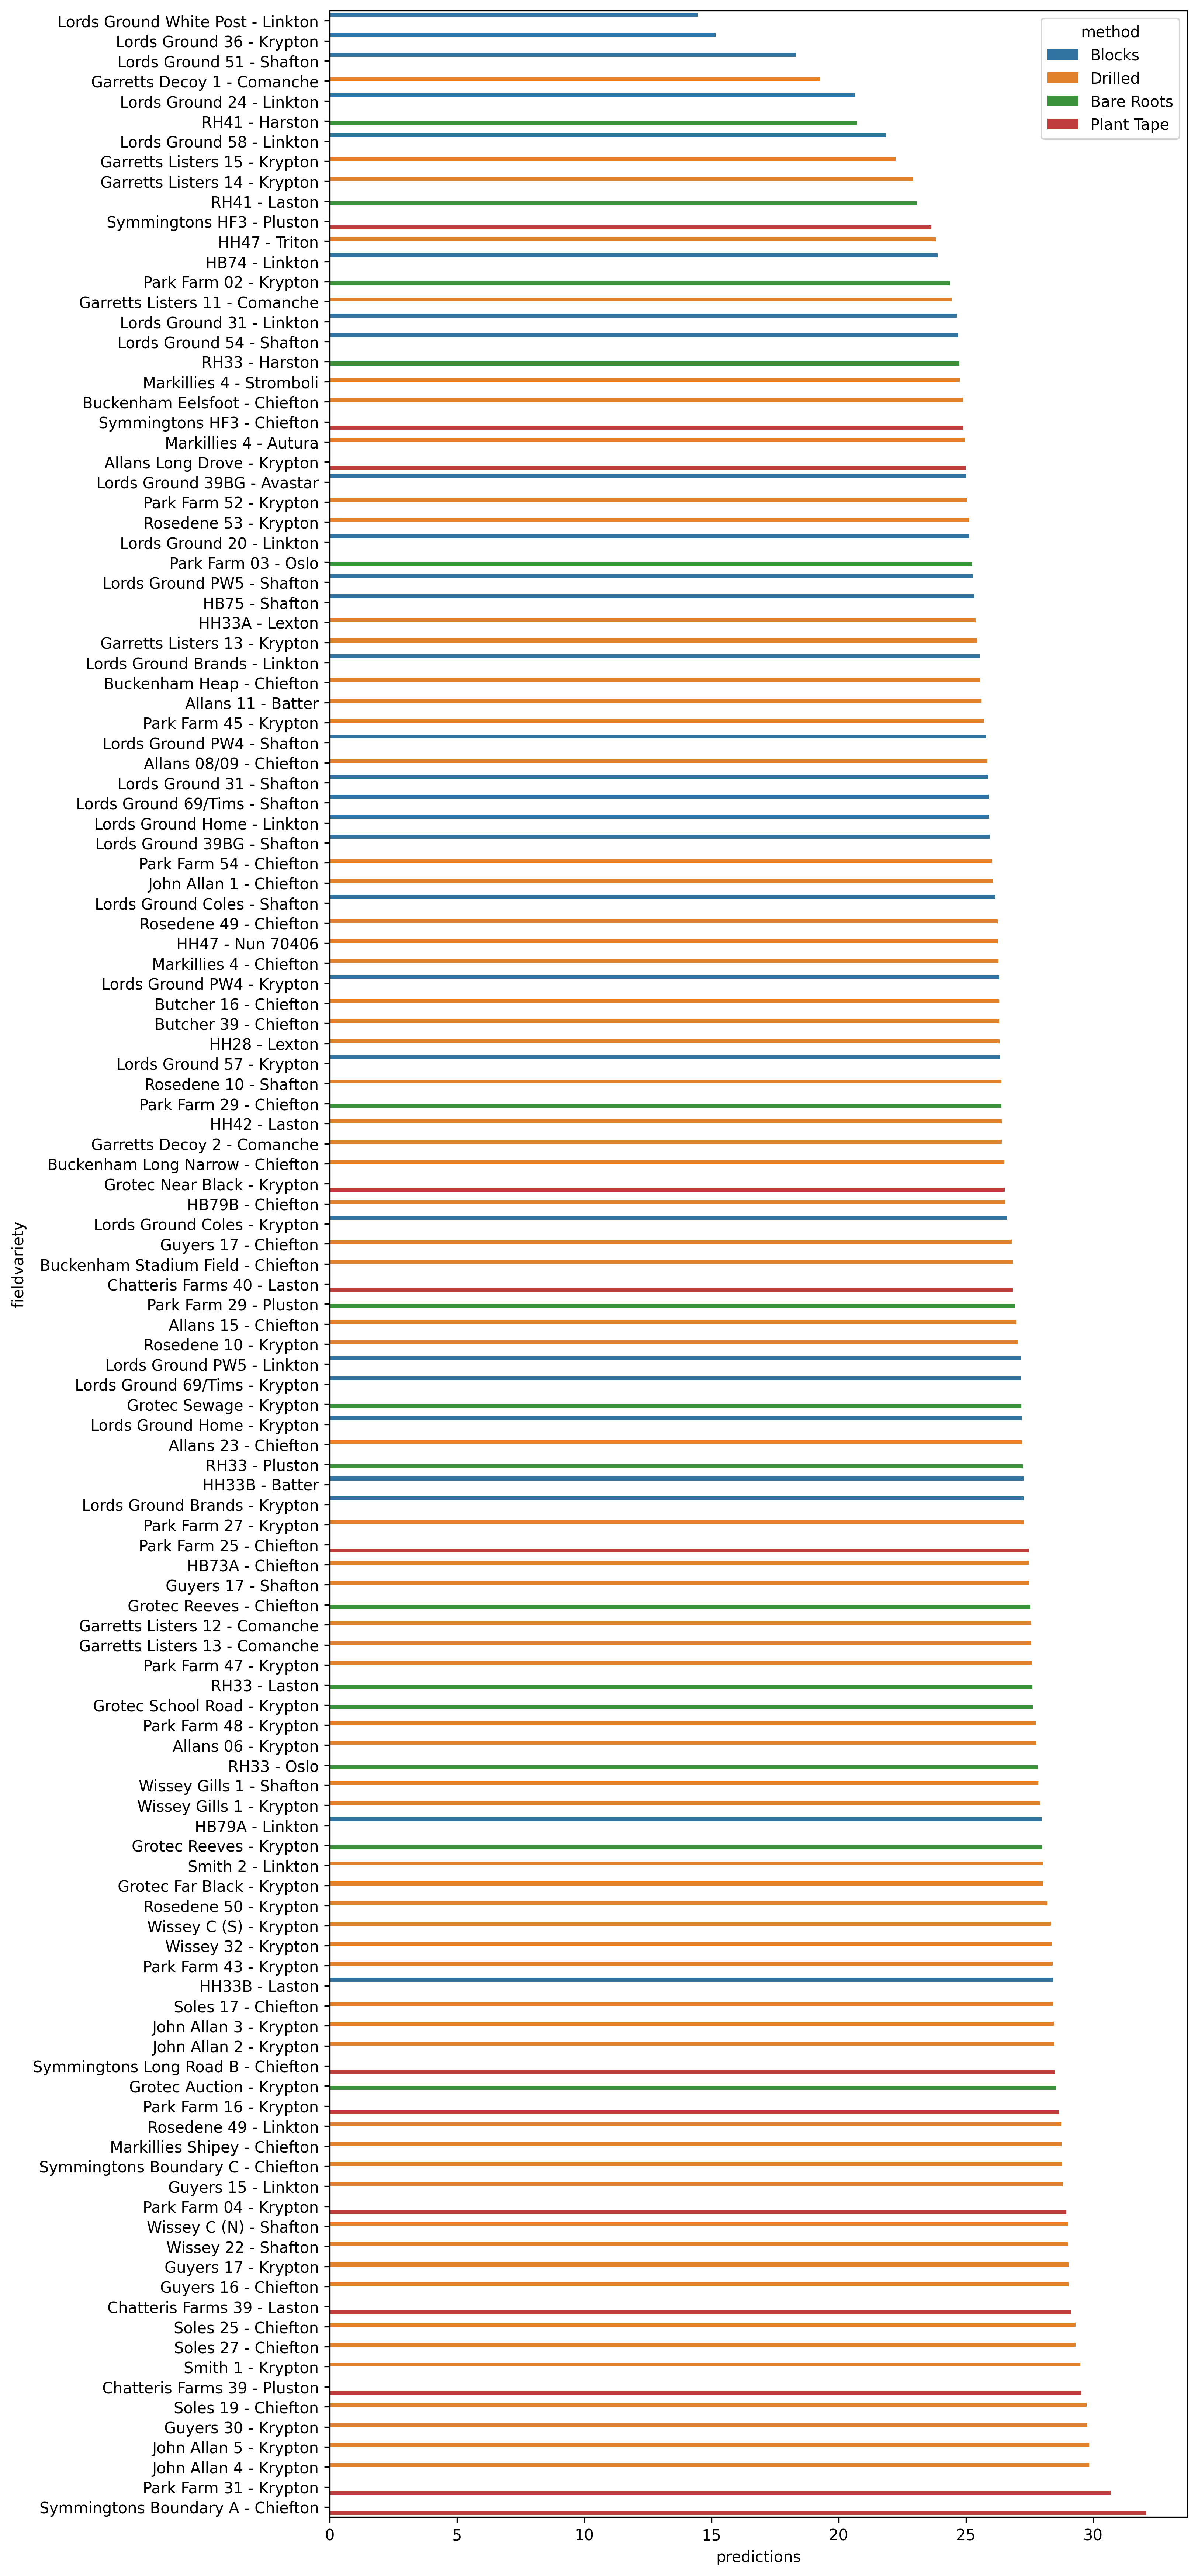 Lords Ground White Post - Linkton
Lords Ground 36 - Krypton
Lords Ground 51 - Shafton
Garretts Decoy 1 - Comanche
Lords Ground 24 - Linkton
RH41 - Harston
Lords Ground 58 - Linkton
Garretts Listers 15 - Krypton
Garretts Listers 14 - Krypton
RH41 - Laston
Symmingtons HF3 - Pluston
HH47 - Triton
HB74 - Linkton
Park Farm 02 - Krypton
Garretts Listers 11 - Comanche
Lords Ground 31 - Linkton
Lords Ground 54 - Shafton
RH33 - Harston
Markillies 4 - Stromboli
Buckenham Eelsfoot - Chiefton
Symmingtons HF3 - Chiefton
Markillies 4 - Autura
Allans Long Drove - Krypton
Lords Ground 39BG - Avastar
Park Farm 52 - Krypton
Rosedene 53 - Krypton
Lords Ground 20 - Linkton
Park Farm 03 - Oslo
Lords Ground PW5 - Shafton
HB75 - Shafton
HH33A - Lexton
Garretts Listers 13 - Krypton
Lords Ground Brands - Linkton
Buckenham Heap - Chiefton
Allans 11 - Batter
Park Farm 45 - Krypton
Lords Ground PW4 - Shafton
Allans 08/09 - Chiefton
Lords Ground 31 - Shafton
Lords Ground 69/Tims - Shafton
Lords Ground Home - Linkton
Lords Ground 39BG - Shafton
Park Farm 54 - Chiefton
John Allan 1 - Chiefton
Lords Ground Coles - Shafton
Rosedene 49 - Chiefton
HH47 - Nun 70406
Markillies 4 - Chiefton
Lords Ground PW4 - Krypton
Butcher 16 - Chiefton
Butcher 39 - Chiefton
HH28 - Lexton
Lords Ground 57 - Krypton
Rosedene 10 - Shafton
Park Farm 29 - Chiefton
HH42 - Laston
Garretts Decoy 2 - Comanche
Buckenham Long Narrow - Chiefton
Grotec Near Black - Krypton
HB79B - Chiefton
Lords Ground Coles - Krypton
Guyers 17 - Chiefton
Buckenham Stadium Field - Chiefton
Chatteris Farms 40 - Laston
Park Farm 29 - Pluston
Allans 15 - Chiefton
Rosedene 10 - Krypton
Lords Ground PW5 - Linkton
Lords Ground 69/Tims - Krypton
Grotec Sewage - Krypton
Lords Ground Home - Krypton
Allans 23 - Chiefton
RH33 - Pluston
HH33B - Batter
Lords Ground Brands - Krypton
Park Farm 27 - Krypton
Park Farm 25 - Chiefton
HB73A - Chiefton
Guyers 17 - Shafton
Grotec Reeves - Chiefton
Garretts Listers 12 - Comanche
Garretts Listers 13 - Comanche
Park Farm 47 - Krypton
RH33 - Laston
Grotec School Road - Krypton
Park Farm 48 - Krypton
Allans 06 - Krypton
RH33 - Oslo
Wissey Gills 1 - Shafton
Wissey Gills 1 - Krypton
HB79A - Linkton
Grotec Reeves - Krypton
Smith 2 - Linkton
Grotec Far Black - Krypton
Rosedene 50 - Krypton
Wissey C (S) - Krypton
Wissey 32 - Krypton
Park Farm 43 - Krypton
HH33B - Laston
Soles 17 - Chiefton
John Allan 3 - Krypton
John Allan 2 - Krypton
Symmingtons Long Road B - Chiefton
Grotec Auction - Krypton
Park Farm 16 - Krypton
Rosedene 49 - Linkton
Markillies Shipey - Chiefton
Symmingtons Boundary C - Chiefton
Guyers 15 - Linkton
Park Farm 04 - Krypton
Wissey C (N) - Shafton
Wissey 22 - Shafton
Guyers 17 - Krypton
Guyers 16 - Chiefton
Chatteris Farms 39 - Laston
Soles 25 - Chiefton
Soles 27 - Chiefton
Smith 1 - Krypton
Chatteris Farms 39 - Pluston
Soles 19 - Chiefton
Guyers 30 - Krypton
John Allan 5 - Krypton
John Allan 4 - Krypton
Park Farm 31 - Krypton
Symmingtons Boundary A - Chiefton
fieldvariety
0 5 10 15 20 25 30
predictions
method
Blocks
Drilled
Bare Roots
Plant Tape